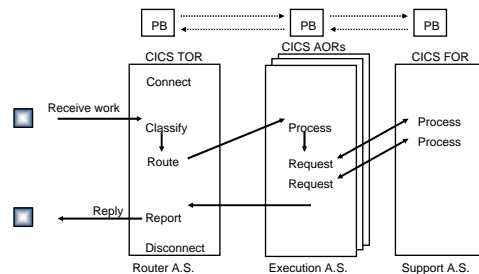 PB PB PB
CICS TOR CICS AORs CICS FOR
Connect
Receive work
Classify Process Process
Process
Route Request
Request
Reply Report
Disconnect
Router A.S. Execution A.S. Support A.S.